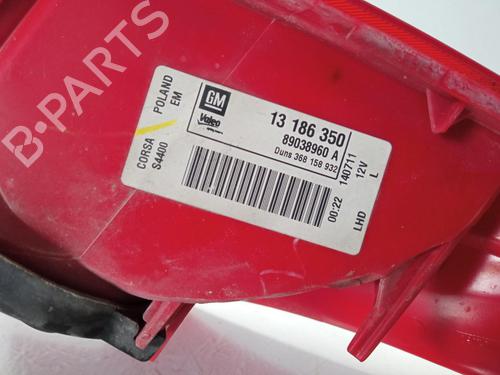 B-PARTS
CORSA POLAND
S4400 EM
GM
Valeo
13 186 350
89038960 A
Duns 368 158 932
00:22 140711 12V
LHD L